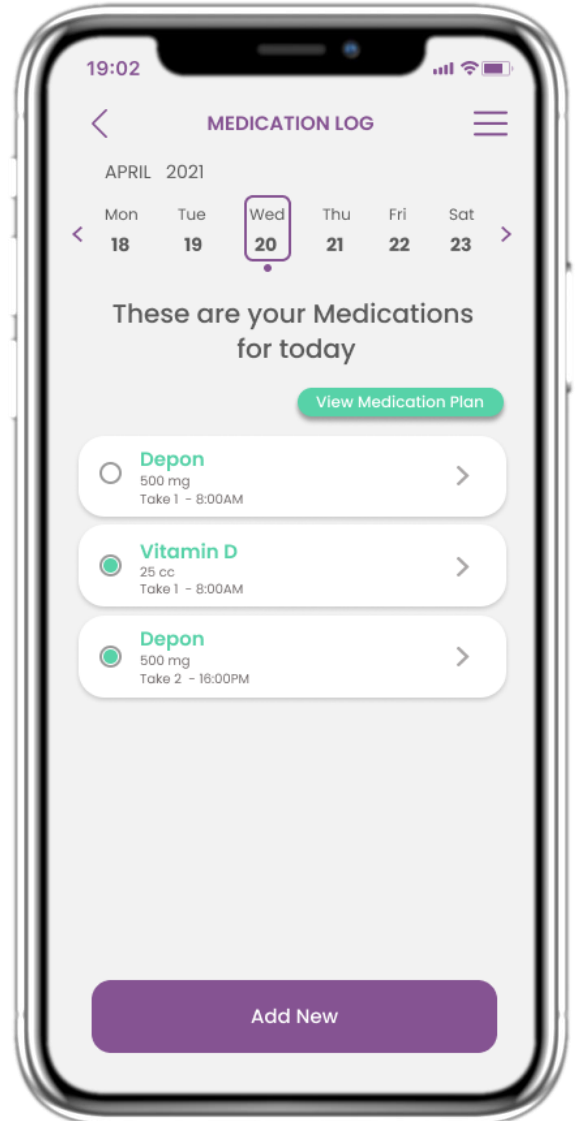 19:02
MEDICATION LOG
APRIL 2021
Mon Tue Wed Thu Fri Sat
18 19 20 21 22 23
These are your Medications
for today
View Medication Plan
Depon
500 mg
Take 1 - 8:00AM
Vitamin D
25 cc
Take 1 - 8:00AM
Depon
500 mg
Take 2 - 16:00PM
Add New